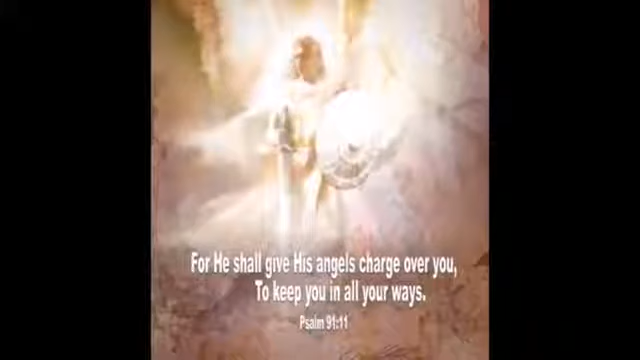 For He shall give His angels charge over you,
To keep you in all your ways.
Psalm 91:11